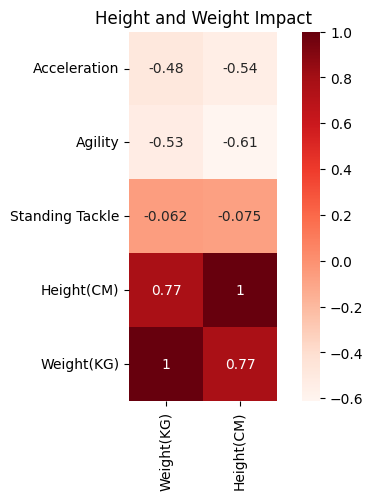 Height and Weight Impact
Acceleration -0.48 -0.54
Agility -0.53 -0.61
Standing Tackle -0.062 -0.075
Height(CM) 0.77 1
Weight(KG) 1 0.77
Weight(KG)
Height(CM)
1.0
0.8
0.6
0.4
0.2
0.0
−0.2
−0.4
−0.6